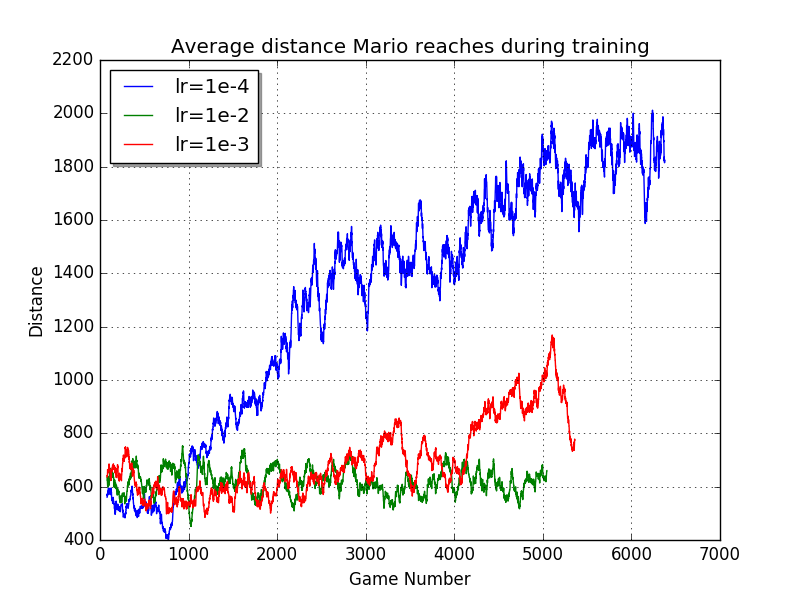 Average distance Mario reaches during training
2200
2000
1800
1600
1400
1200
1000
800
600
400
lr=1e-4
lr=1e-2
lr=1e-3
Distance
0 1000 2000 3000 4000 5000 6000 7000
Game Number